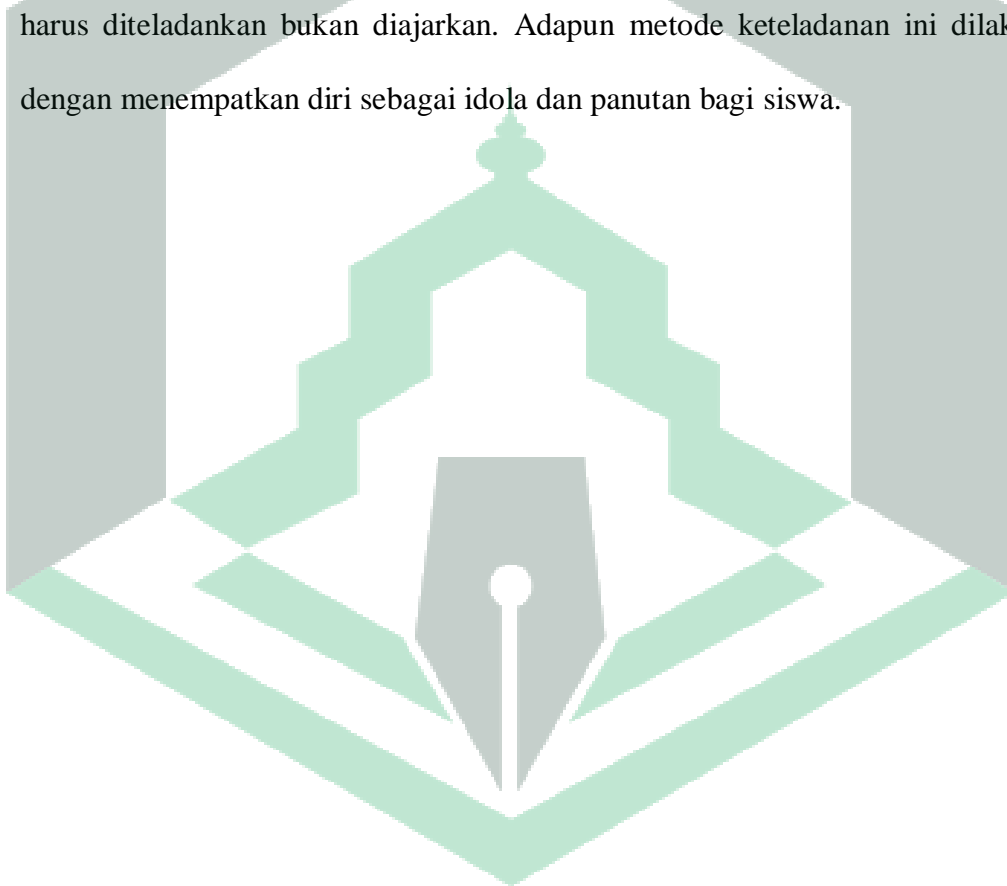 harus diteladankan bukan diajarkan. Adapun metode keteladanan ini dilak
dengan menempatkan diri sebagai idola dan panutan bagi siswa.